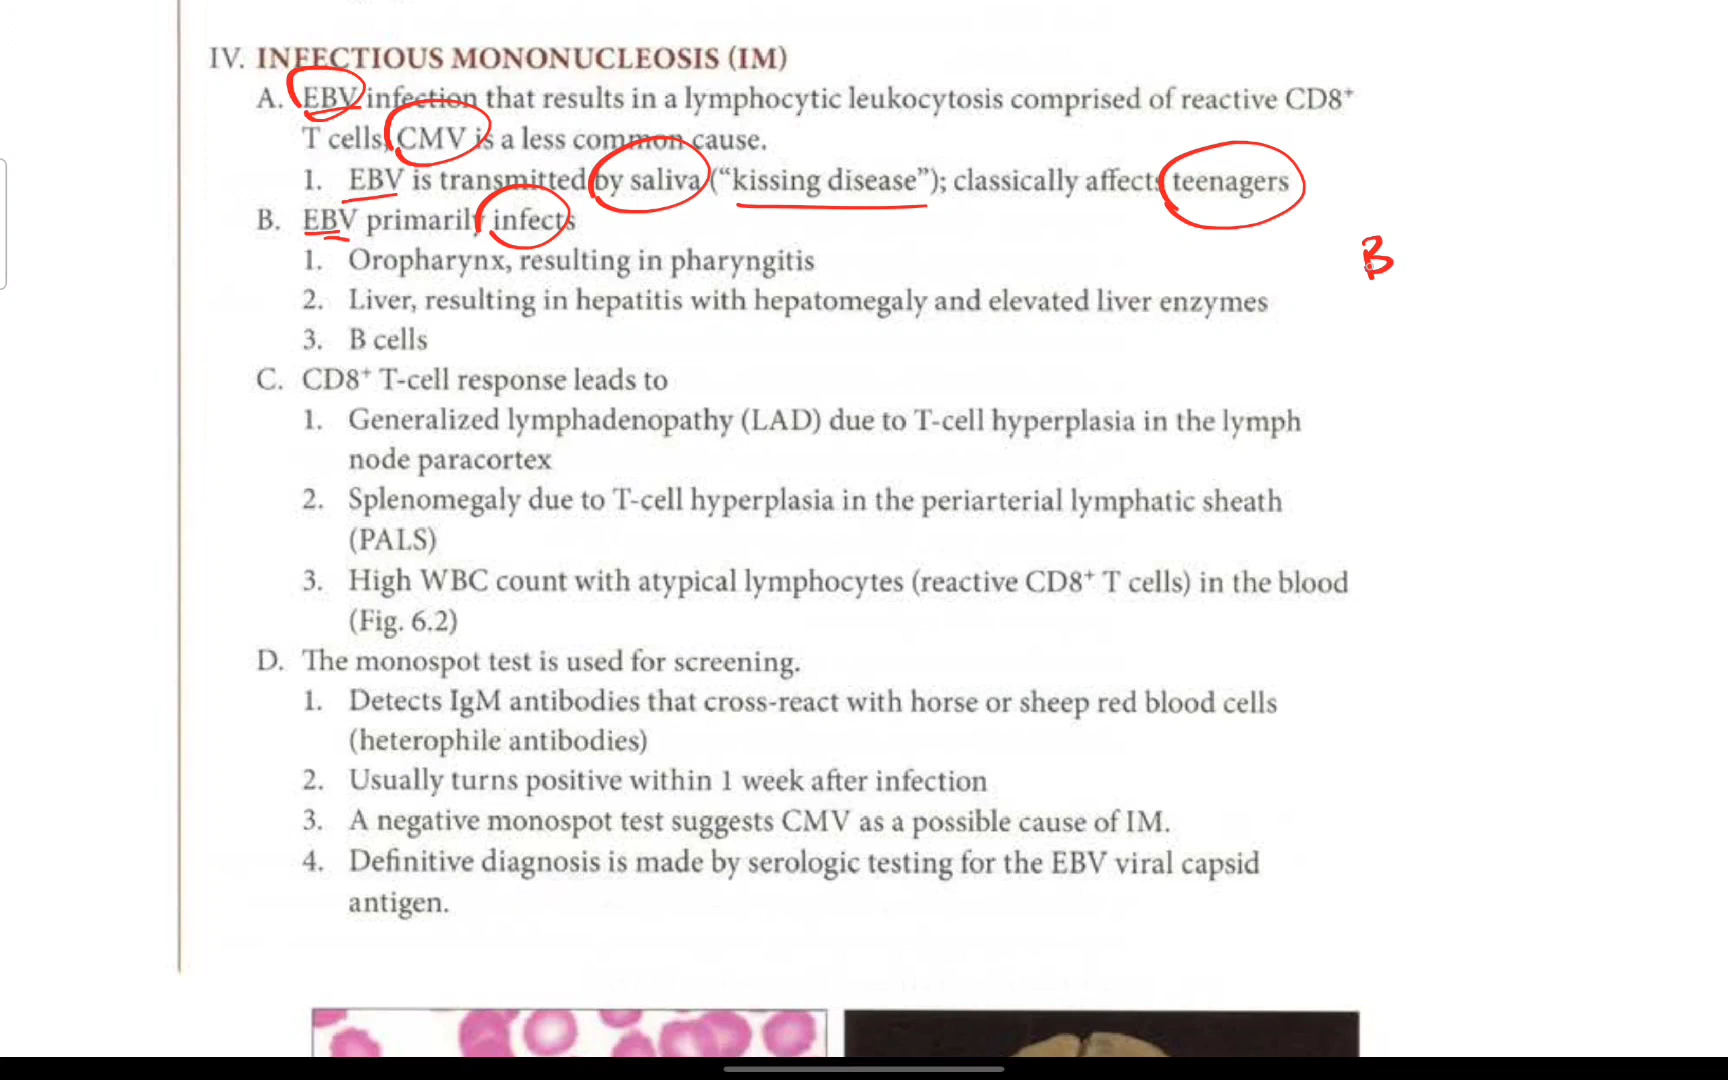 IV. INFECTIOUS MONONUCLEOSIS (IM)
A. EBV infection that results in a lymphocytic leukocytosis comprised of reactive CD8⁺
T cells; CMV is a less common cause.
1. EBV is transmitted by saliva (“kissing disease”); classically affects teenagers
B. EBV primarily infects
B
1. Oropharynx, resulting in pharyngitis
2. Liver, resulting in hepatitis with hepatomegaly and elevated liver enzymes
3. B cells
C. CD8⁺ T-cell response leads to
1. Generalized lymphadenopathy (LAD) due to T-cell hyperplasia in the lymph
node paracortex
2. Splenomegaly due to T-cell hyperplasia in the periarterial lymphatic sheath
(PALS)
3. High WBC count with atypical lymphocytes (reactive CD8⁺ T cells) in the blood
(Fig. 6.2)
D. The monospot test is used for screening.
1. Detects IgM antibodies that cross-react with horse or sheep red blood cells
(heterophile antibodies)
2. Usually turns positive within 1 week after infection
3. A negative monospot test suggests CMV as a possible cause of IM.
4. Definitive diagnosis is made by serologic testing for the EBV viral capsid
antigen.